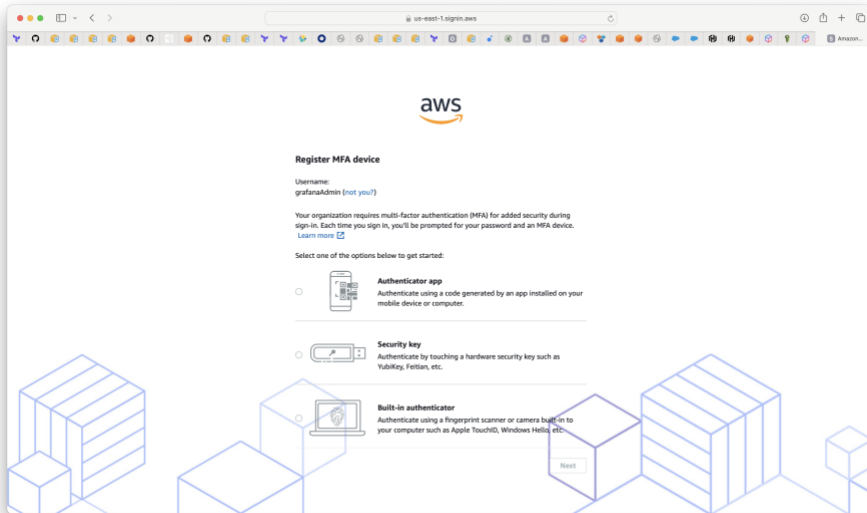 us-east-1.signin.aws
Amazon...
aws
Register MFA device
Username:
grafanaAdmin (not you?)
Your organization requires multi-factor authentication (MFA) for added security during
sign-in. Each time you sign in, you'll be prompted for your password and an MFA device.
Learn more
Select one of the options below to get started:
Authenticator app
Authenticate using a code generated by an app installed on your
mobile device or computer.
Security key
Authenticate by touching a hardware security key such as
YubiKey, Feitian, etc.
Built-in authenticator
Authenticate using a fingerprint scanner or camera built-in to
your computer such as Apple TouchID, Windows Hello, etc.
Next